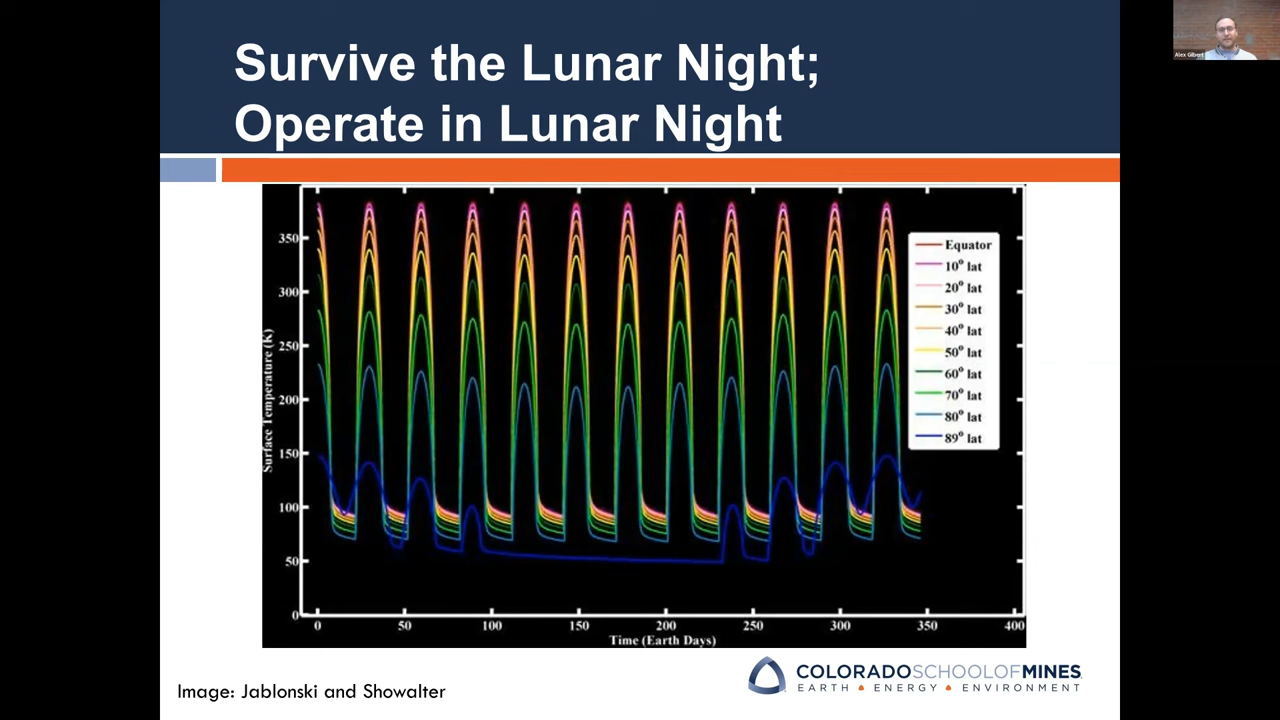 Survive the Lunar Night;
Operate in Lunar Night
Alex Gilbert
350
300
250
200
150
100
50
0
Surface Temperature (K)
Equator
10° lat
20° lat
30° lat
40° lat
50° lat
60° lat
70° lat
80° lat
89° lat
0 50 100 150 200 250 300 350 400
Time (Earth Days)
Image: Jablonski and Showalter
COLORADOSCHOOLOFMINES
EARTH ENERGY ENVIRONMENT